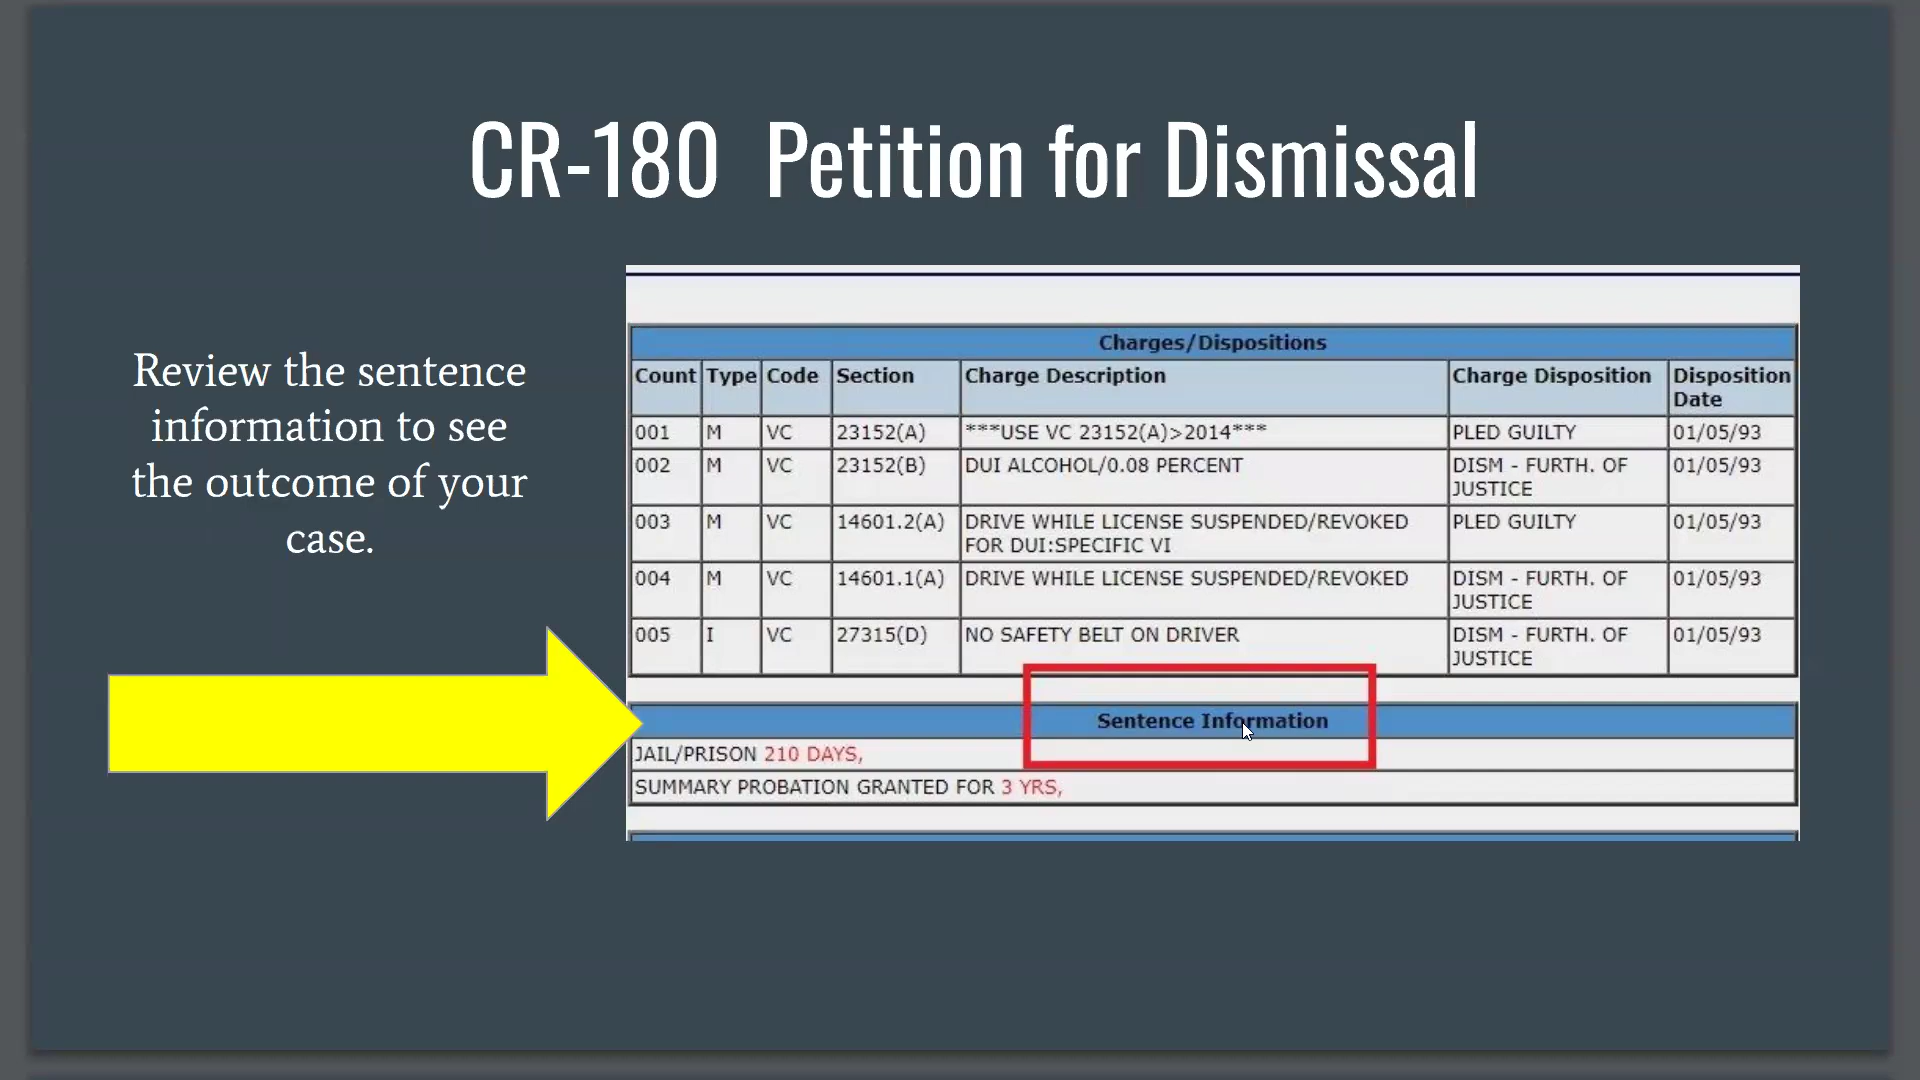 CR-180 Petition for Dismissal
Review the sentence
information to see
the outcome of your
case.
Charges/Dispositions
Count Type Code Section Charge Description Charge Disposition Disposition Date
001 M VC 23152(A) ***USE VC 23152(A)>2014*** PLED GUILTY 01/05/93
002 M VC 23152(B) DUI ALCOHOL/0.08 PERCENT DISM - FURTH. OF JUSTICE 01/05/93
003 M VC 14601.2(A) DRIVE WHILE LICENSE SUSPENDED/REVOKED FOR DUI:SPECIFIC VI PLED GUILTY 01/05/93
004 M VC 14601.1(A) DRIVE WHILE LICENSE SUSPENDED/REVOKED DISM - FURTH. OF JUSTICE 01/05/93
005 I VC 27315(D) NO SAFETY BELT ON DRIVER DISM - FURTH. OF JUSTICE 01/05/93
Sentence Information
JAIL/PRISON 210 DAYS,
SUMMARY PROBATION GRANTED FOR 3 YRS,